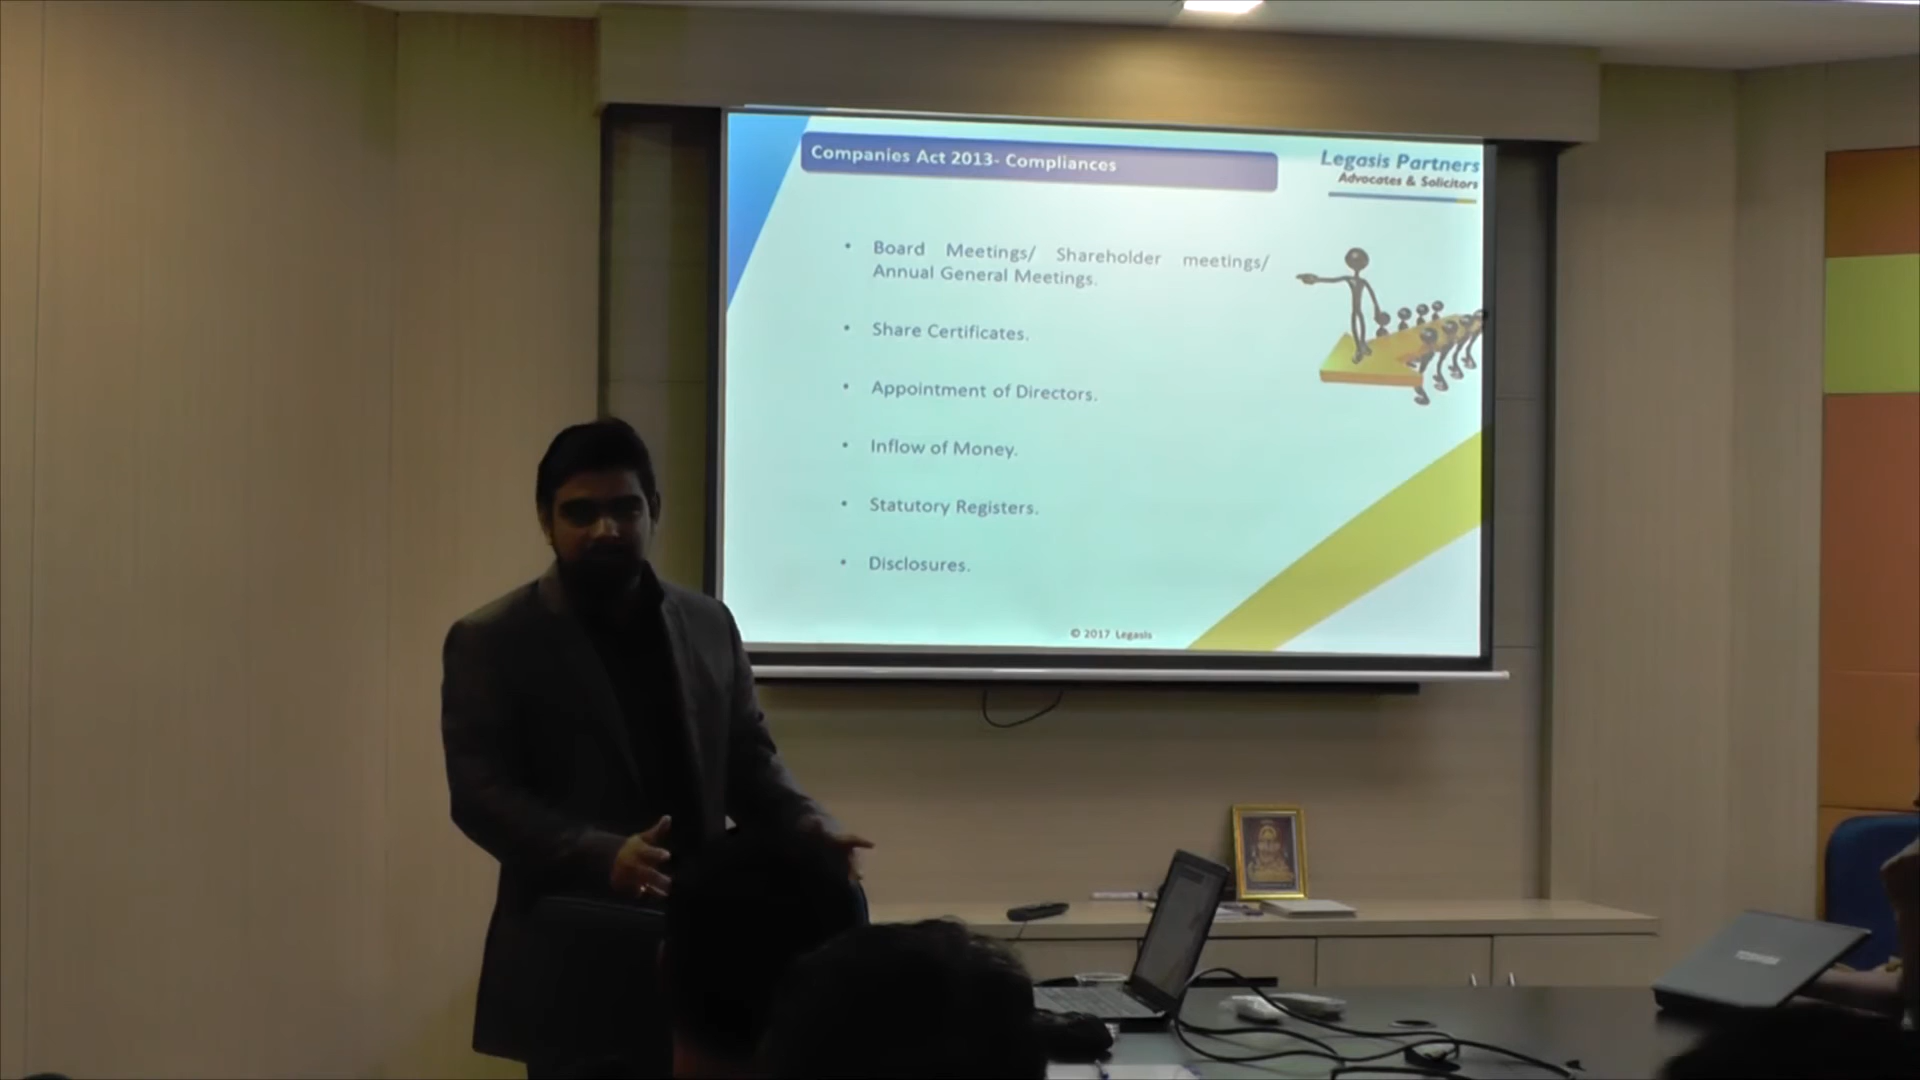 Companies Act 2013- Compliances
Legasis Partners
Advocates & Solicitors
• Board Meetings/ Shareholder meetings/
Annual General Meetings.
• Share Certificates.
• Appointment of Directors.
• Inflow of Money.
• Statutory Registers.
• Disclosures.
© 2017 Legasis